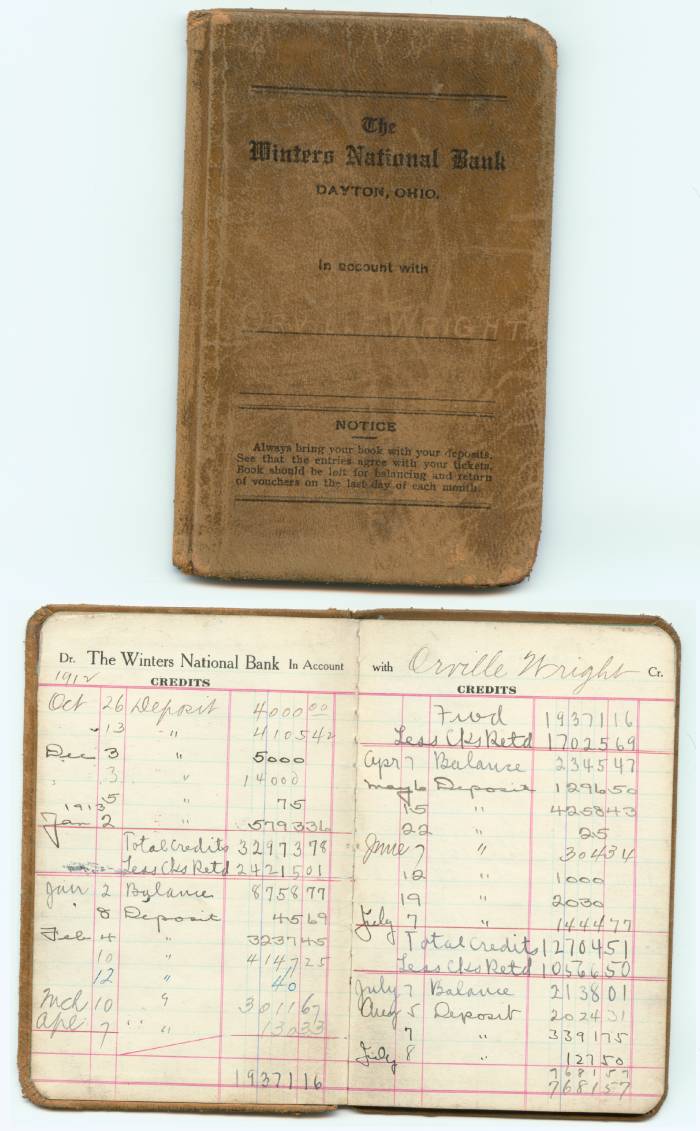 The
Winters National Bank
DAYTON, OHIO.
In account with
ORVILLE WRIGHT
NOTICE
Always bring your book with your deposits.
See that the entries agree with your tickets.
Book should be left for balancing and return
of vouchers on the last day of each month.
Dr. The Winters National Bank In Account
1912
CREDITS
Oct 26 Deposit 4000 00
" 13 " 4105 42
Dec 3 " 5000
" 3 " 14000
" 5 " 75
1913
Jan 2 " 5793 36
Total Credits 32973 78
Less Cks Retd 24215 01
Jan 2 Balance 8758 77
" 8 Deposit 45 69
Feb 4 " 3237 45
10 " 4147 25
12 " 40
Mch 10 " 3011 67
Apl 7 " " 130 33
19371 16
with Orville Wright Cr.
CREDITS
Fwd 19371 16
Less Cks Retd 17025 69
Apr 7 Balance 2345 47
May 6 Deposit 1296 50
15 " 4258 43
22 " 25
June 7 " 304 34
12 " 1000
19 " 2030
July 7 " 1444 77
Total Credits 12704 51
Less Cks Retd 10566 50
July 7 Balance 2138 01
Aug 5 Deposit 2024 31
7 " 3391 75
July 8 " 127 50
7681 57
7681 57